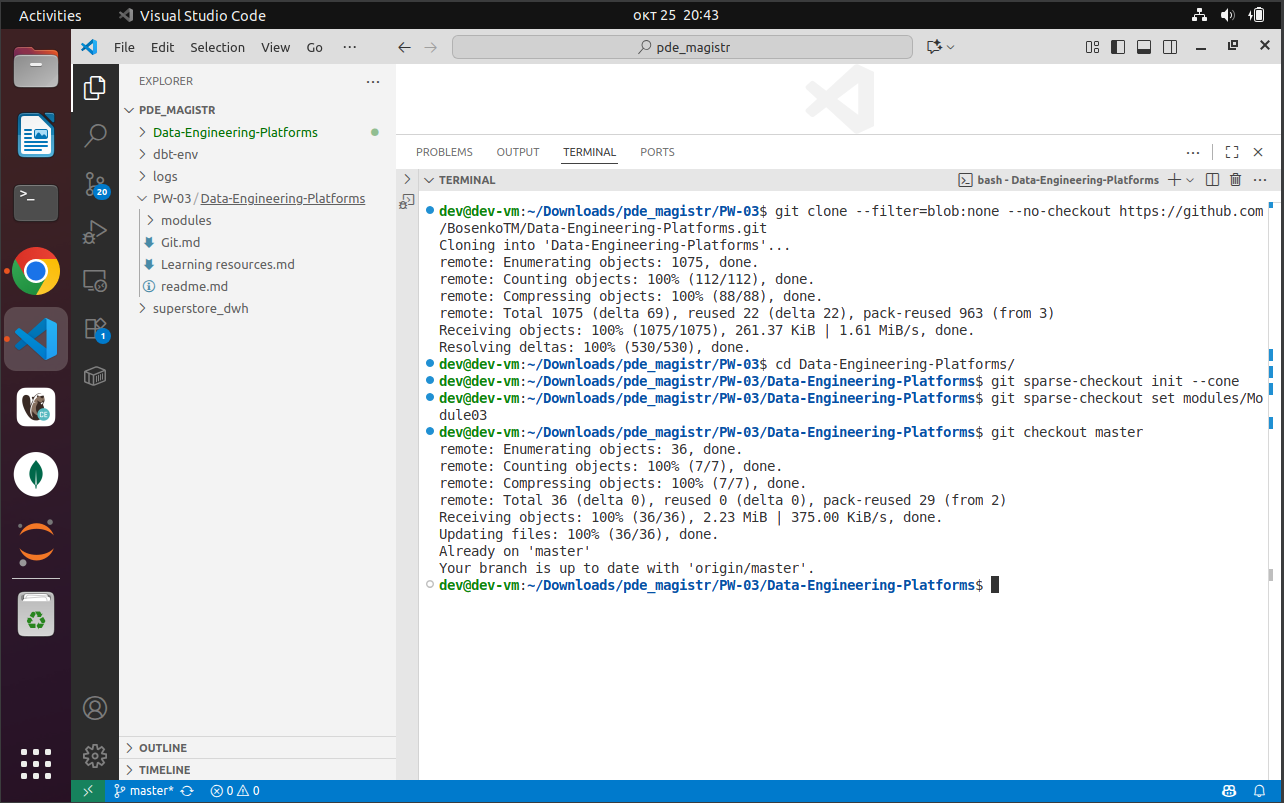 Activities
Visual Studio Code
окт 25 20:43
File Edit Selection View Go ···
pde_magistr
EXPLORER
PDE_MAGISTR
Data-Engineering-Platforms
dbt-env
logs
PW-03 / Data-Engineering-Platforms
modules
Git.md
Learning resources.md
readme.md
superstore_dwh
20
1
CE
OUTLINE
TIMELINE
PROBLEMS OUTPUT TERMINAL PORTS
TERMINAL
bash - Data-Engineering-Platforms
dev@dev-vm:~/Downloads/pde_magistr/PW-03$ git clone --filter=blob:none --no-checkout https://github.com
/BosenkoTM/Data-Engineering-Platforms.git
Cloning into 'Data-Engineering-Platforms'...
remote: Enumerating objects: 1075, done.
remote: Counting objects: 100% (112/112), done.
remote: Compressing objects: 100% (88/88), done.
remote: Total 1075 (delta 69), reused 22 (delta 22), pack-reused 963 (from 3)
Receiving objects: 100% (1075/1075), 261.37 KiB | 1.61 MiB/s, done.
Resolving deltas: 100% (530/530), done.
dev@dev-vm:~/Downloads/pde_magistr/PW-03$ cd Data-Engineering-Platforms/
dev@dev-vm:~/Downloads/pde_magistr/PW-03/Data-Engineering-Platforms$ git sparse-checkout init --cone
dev@dev-vm:~/Downloads/pde_magistr/PW-03/Data-Engineering-Platforms$ git sparse-checkout set modules/Mo
dule03
dev@dev-vm:~/Downloads/pde_magistr/PW-03/Data-Engineering-Platforms$ git checkout master
remote: Enumerating objects: 36, done.
remote: Counting objects: 100% (7/7), done.
remote: Compressing objects: 100% (7/7), done.
remote: Total 36 (delta 0), reused 0 (delta 0), pack-reused 29 (from 2)
Receiving objects: 100% (36/36), 2.23 MiB | 375.00 KiB/s, done.
Updating files: 100% (36/36), done.
Already on 'master'
Your branch is up to date with 'origin/master'.
dev@dev-vm:~/Downloads/pde_magistr/PW-03/Data-Engineering-Platforms$
master* 0 0